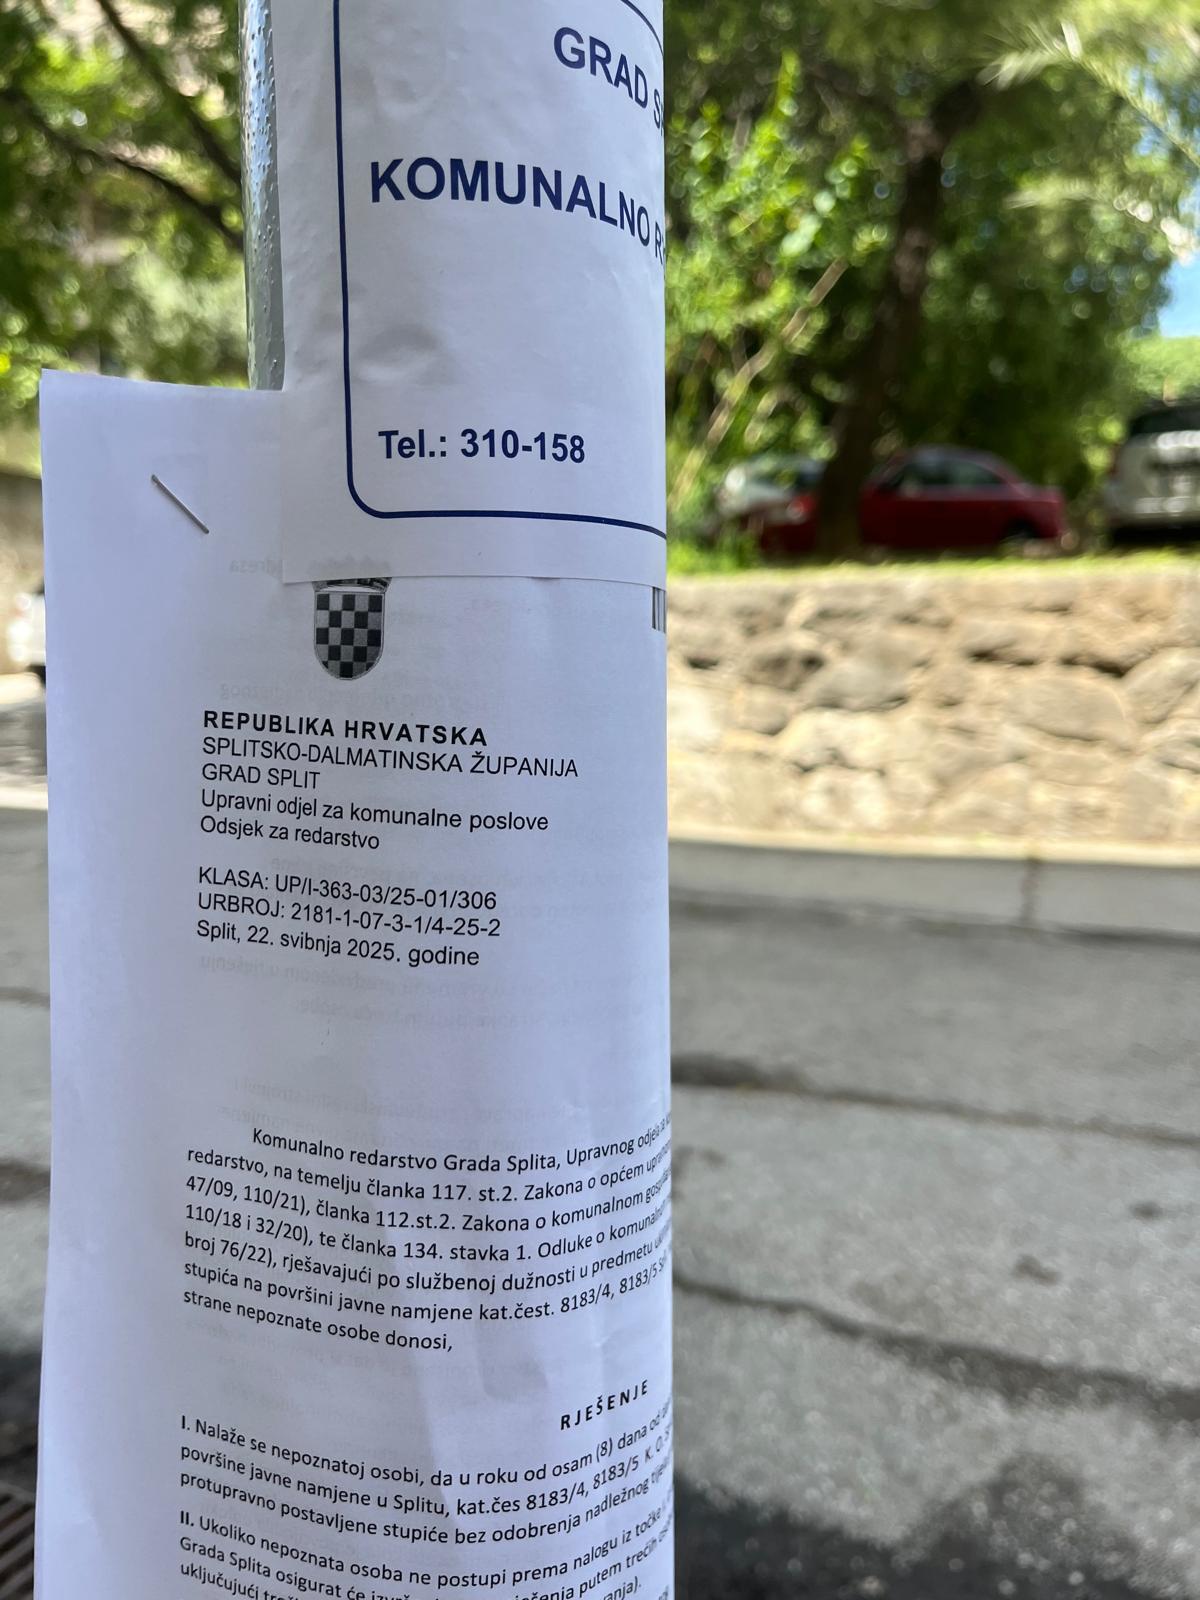 GRAD
KOMUNALNO
Tel.: 310-158
REPUBLIKA HRVATSKA
SPLITSKO-DALMATINSKA ŽUPANIJA
GRAD SPLIT
Upravni odjel za komunalne poslove
Odsjek za redarstvo
KLASA: UP/I-363-03/25-01/306
URBROJ: 2181-1-07-3-1/4-25-2
Split, 22. svibnja 2025. godine
Komunalno redarstvo Grada Splita, Upravnog odjela za
redarstvo, na temelju članka 117. st.2. Zakona o općem
47/09, 110/21), članka 112.st.2. Zakona o komunalnom
110/18 i 32/20), te članka 134. stavka 1. Odluke o
broj 76/22), rješavajući po službenoj dužnosti u predmetu
stupića na površini javne namjene kat.čest. 8183/4, 8183/5
strane nepoznate osobe donosi,
RJEŠENJE
I. Nalaže se nepoznatoj osobi, da u roku od osam (8) dana od
površine javne namjene u Splitu, kat.čes 8183/4, 8183/5 K. O.
protupravno postavljene stupiće bez odobrenja nadležnog
II. Ukoliko nepoznata osoba ne postupi prema nalogu iz točke
Grada Splita osigurat će putem trećih
uključujući